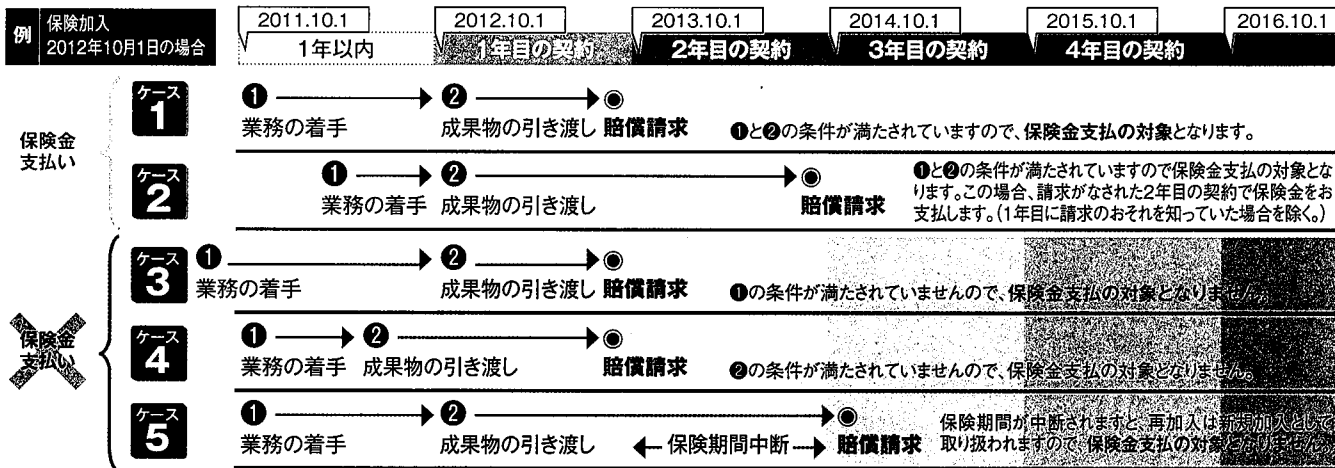 例 保険加入
2012年10月1日の場合
2011.10.1 2012.10.1 2013.10.1 2014.10.1 2015.10.1 2016.10.1
1年以内 1年目の契約 2年目の契約 3年目の契約 4年目の契約
保険金
支払い
ケース
1
❶ ❷
業務の着手 成果物の引き渡し 賠償請求 ❶と❷の条件が満たされていますので、保険金支払の対象となります。
ケース
2
❶ ❷
業務の着手 成果物の引き渡し 賠償請求
❶と❷の条件が満たされていますので保険金支払の対象とな
ります。この場合、請求がなされた2年目の契約で保険金をお
支払します。(1年目に請求のおそれを知っていた場合を除く。)
保険金
支払い
ケース
3
❶ ❷
業務の着手 成果物の引き渡し 賠償請求 ❶の条件が満たされていませんので、保険金支払の対象となりません。
ケース
4
❶ ❷
業務の着手 成果物の引き渡し 賠償請求 ❷の条件が満たされていませんので、保険金支払の対象となりません。
ケース
5
❶ ❷
業務の着手 成果物の引き渡し 保険期間中断 賠償請求
保険期間が中断されますと、再加入は新規加入として
取り扱われますので、保険金支払の対象となりません。